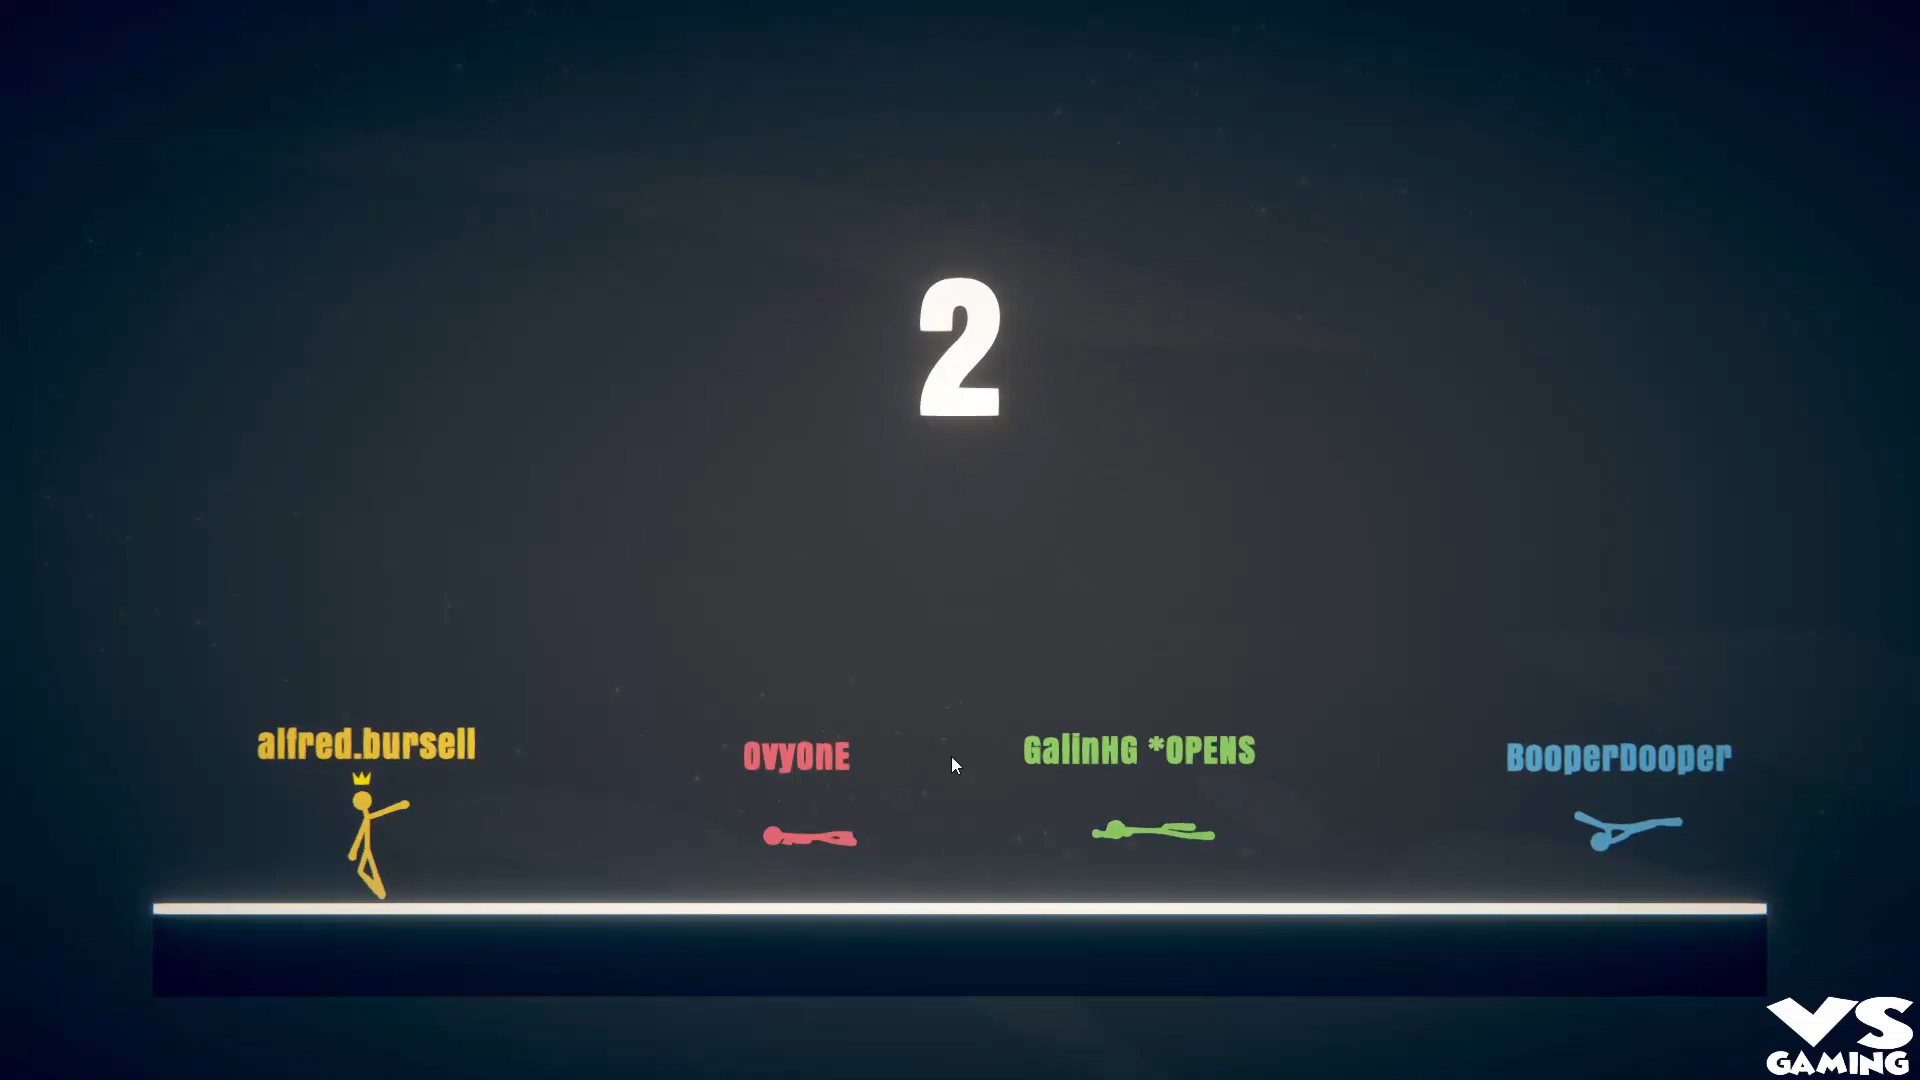 2
alfred.bursell
OvyOnE
GalinHG *OPENS
BooperDooper
VS
GAMING